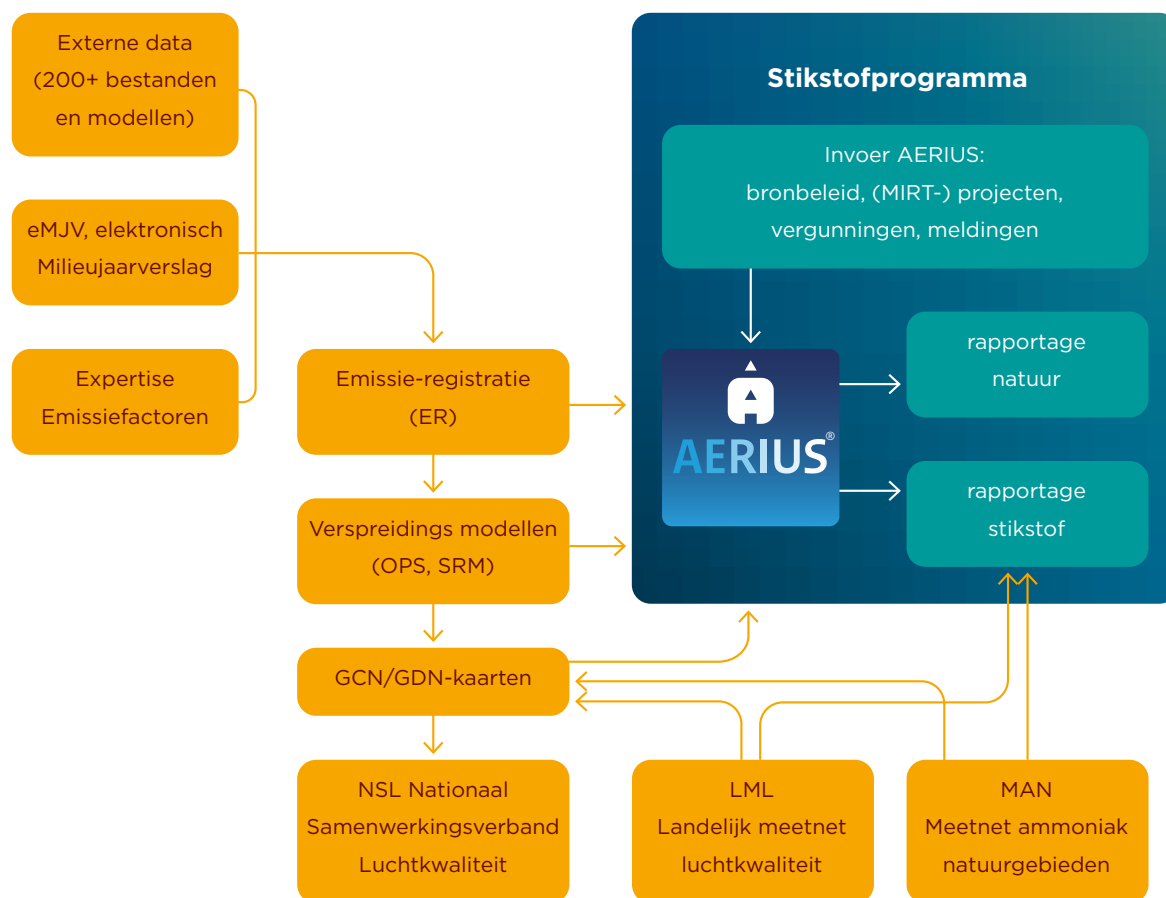 Externe data
(200+ bestanden
en modellen)
eMJV, elektronisch
Milieujaarverslag
Expertise
Emissiefactoren
Emissie-registratie
(ER)
Verspreidings modellen
(OPS, SRM)
GCN/GDN-kaarten
NSL Nationaal
Samenwerkingsverband
Luchtkwaliteit
LML
Landelijk meetnet
luchtkwaliteit
MAN
Meetnet ammoniak
natuurgebieden
Stikstofprogramma
Invoer AERIUS:
bronbeleid, (MIRT-) projecten,
vergunningen, meldingen
AERIUS®
rapportage
natuur
rapportage
stikstof